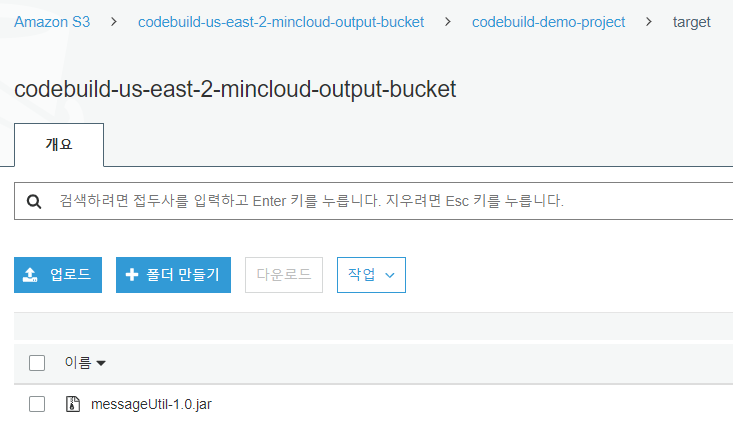 Amazon S3 > codebuild-us-east-2-mincloud-output-bucket > codebuild-demo-project > target
codebuild-us-east-2-mincloud-output-bucket
개요
검색하려면 접두사를 입력하고 Enter 키를 누릅니다. 지우려면 Esc 키를 누릅니다.
업로드 + 폴더 만들기 다운로드 작업
이름
messageUtil-1.0.jar